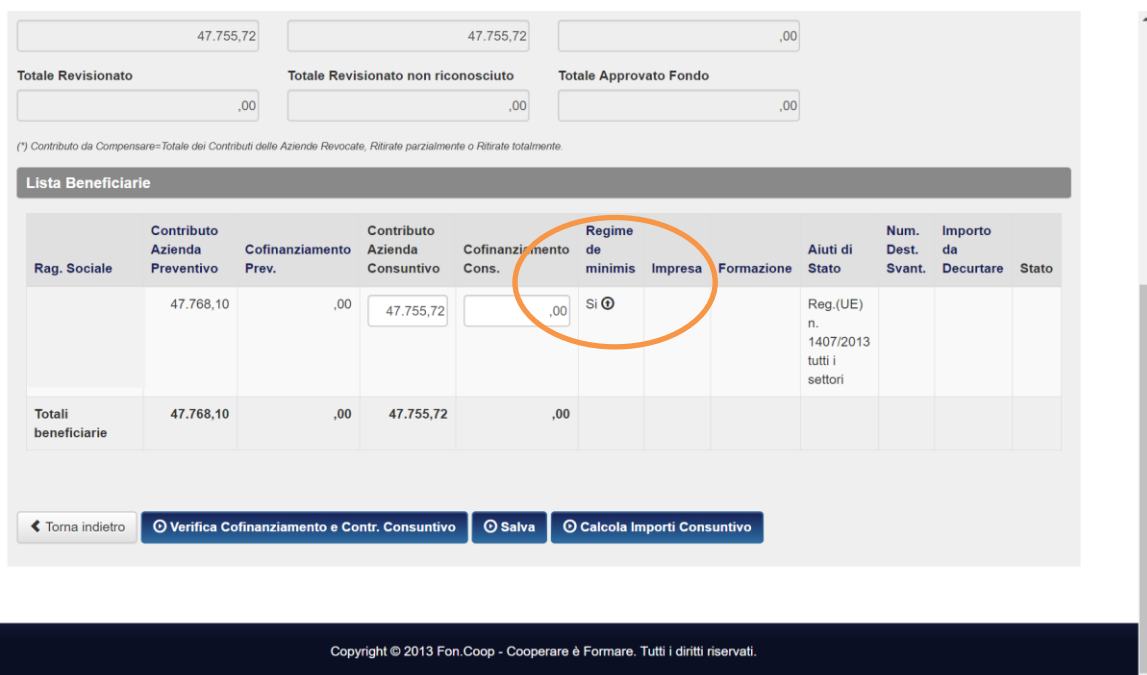 47.755,72 47.755,72 ,00
Totale Revisionato Totale Revisionato non riconosciuto Totale Approvato Fondo
,00 ,00 ,00
(*) Contributo da Compensare=Totale dei Contributi delle Aziende Revocate, Ritirate parzialmente o Ritirate totalmente.
Lista Beneficiarie
Rag. Sociale
Contributo
Azienda
Preventivo
Cofinanziamento
Prev.
Contributo
Azienda
Consuntivo
Cofinanziamento
Cons.
Regime
de
minimis
Impresa
Formazione
Aiuti di
Stato
Num.
Dest.
Svant.
Importo
da
Decurtare
Stato
47.768,10 ,00 47.755,72 ,00 Si
Reg.(UE)
n.
1407/2013
tutti i
settori
Totali
beneficiarie
47.768,10 ,00 47.755,72 ,00
Torna indietro Verifica Cofinanziamento e Contr. Consuntivo Salva Calcola Importi Consuntivo
Copyright © 2013 Fon.Coop - Cooperare è Formare. Tutti i diritti riservati.